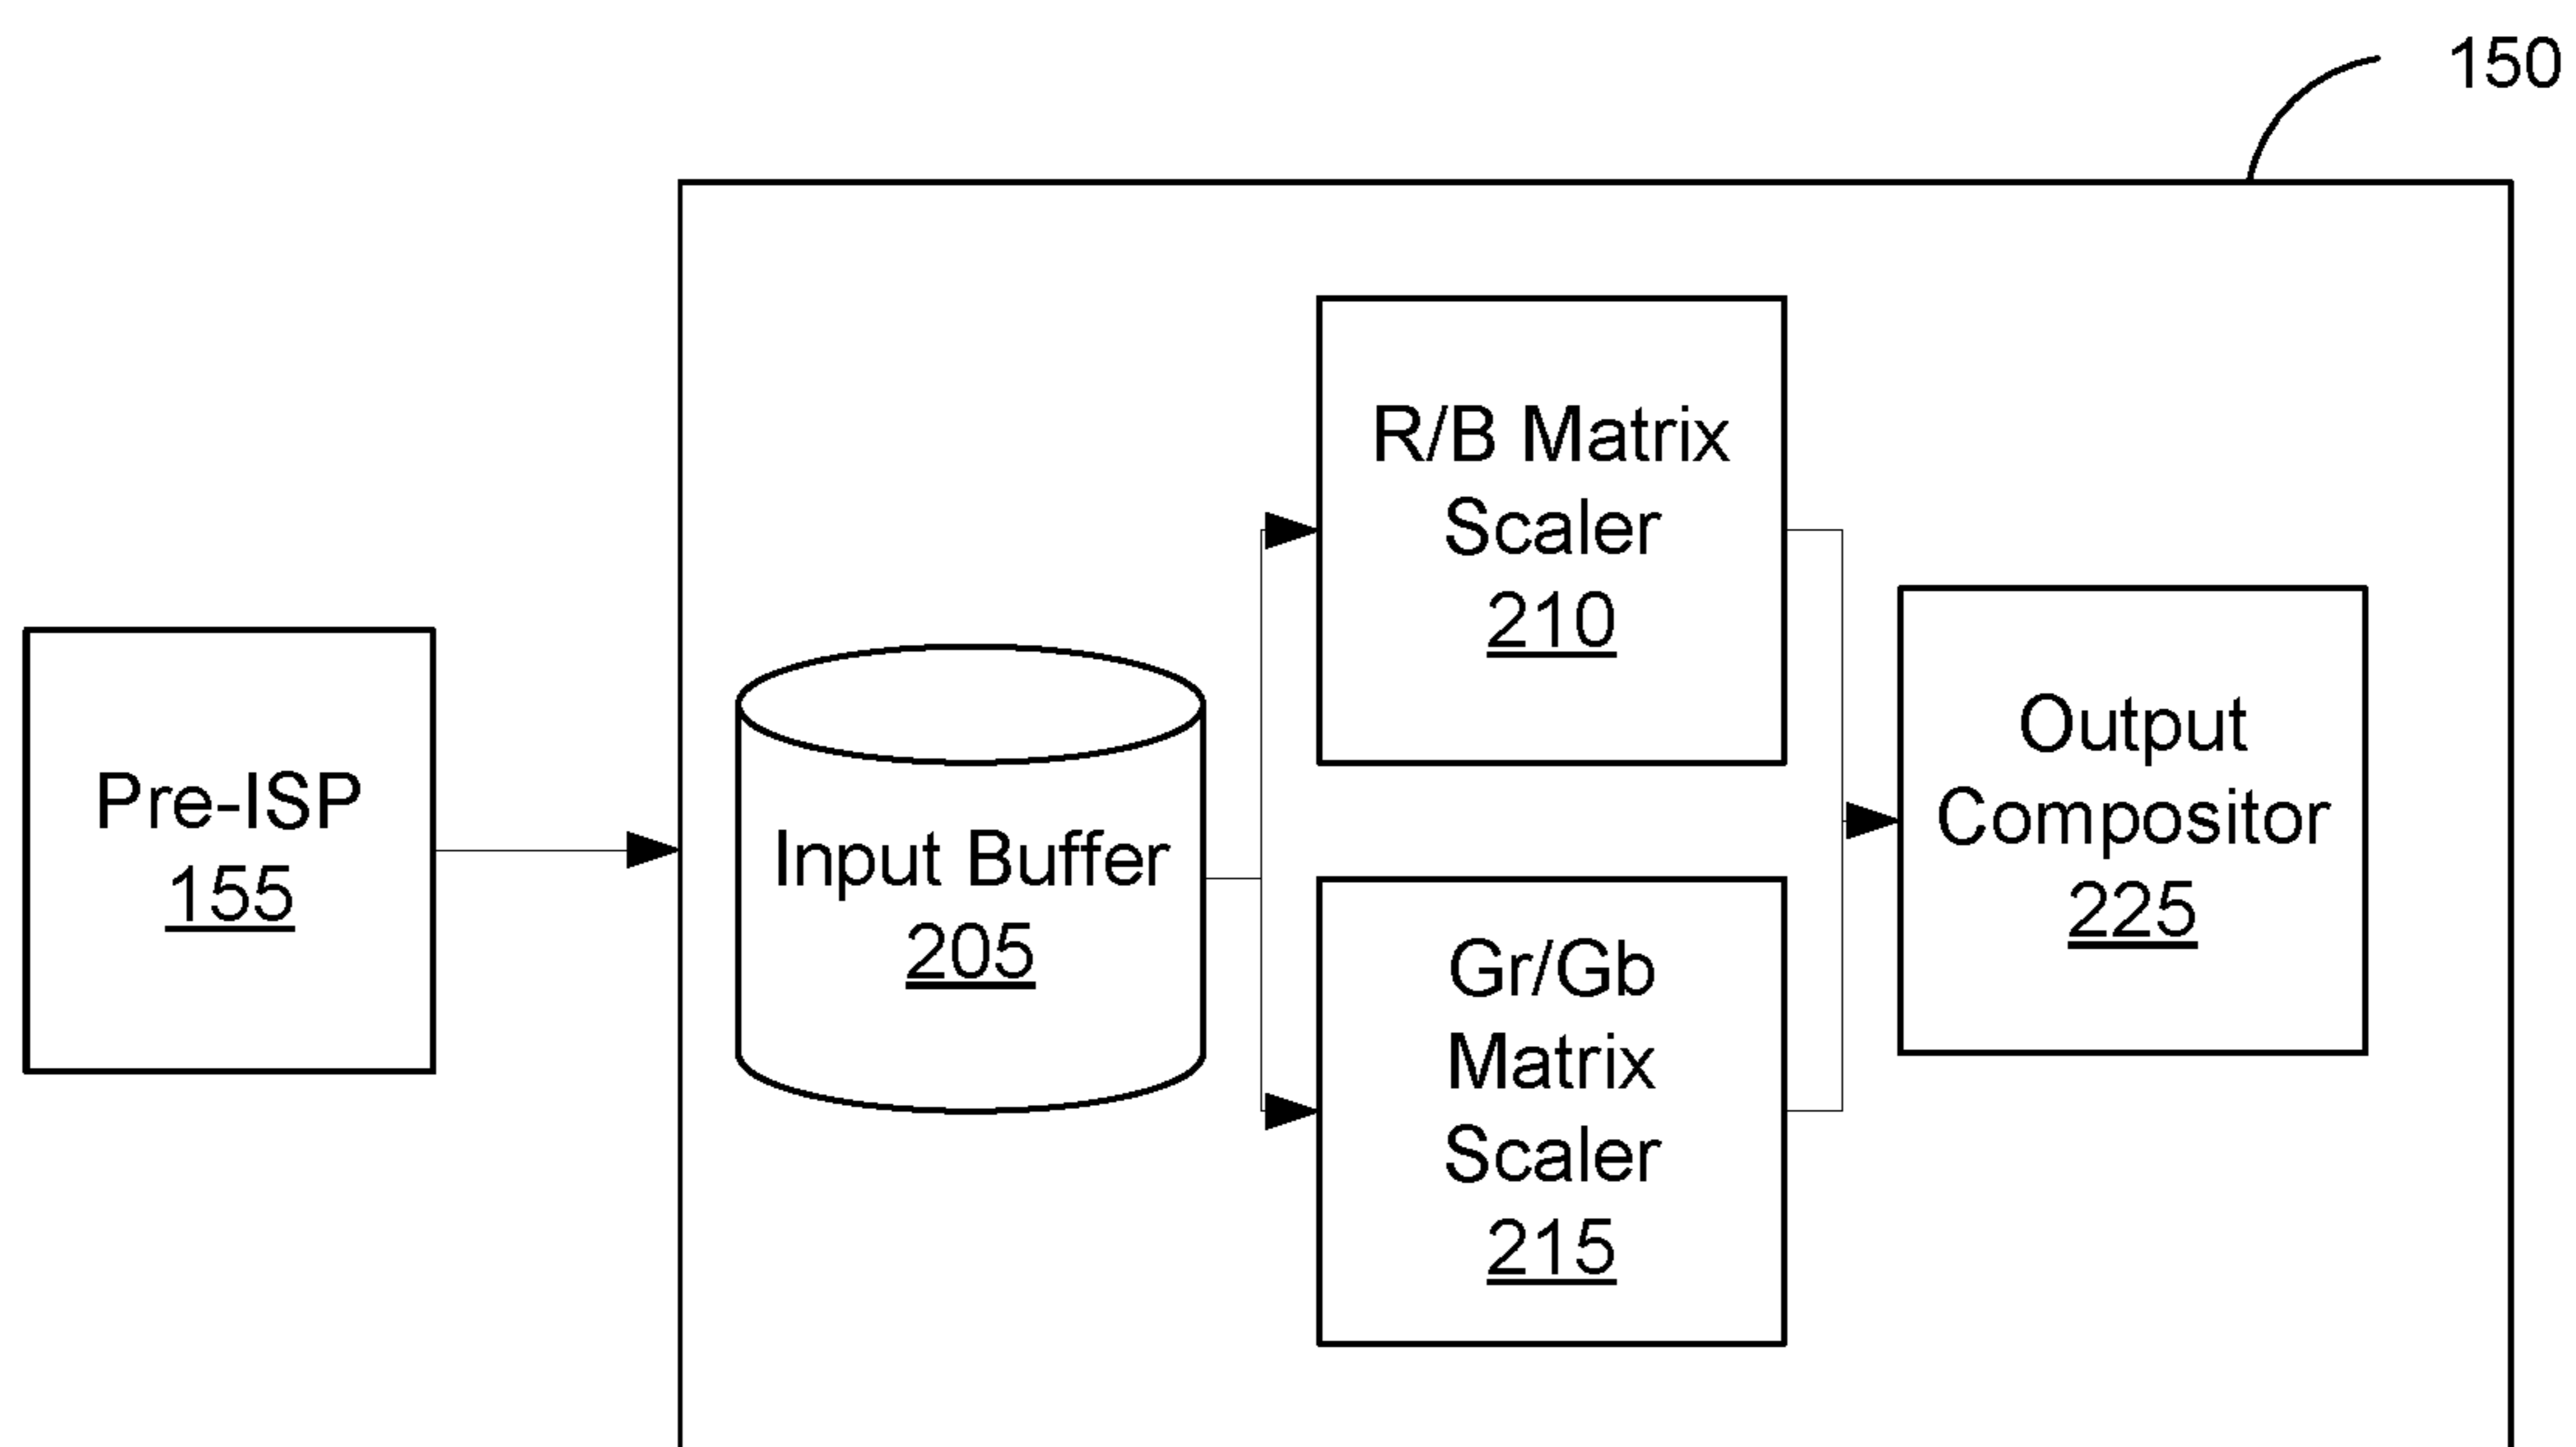 150
Pre-ISP
155
Input Buffer
205
R/B Matrix
Scaler
210
Gr/Gb
Matrix
Scaler
215
Output
Compositor
225